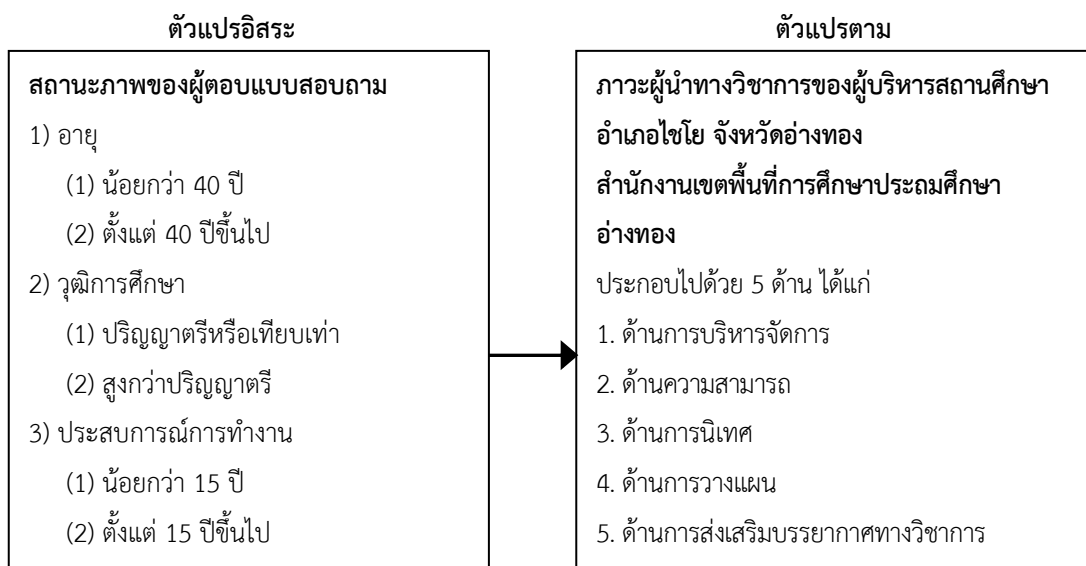 ตัวแปรอิสระ
สถานะภาพของผู้ตอบแบบสอบถาม
1) อายุ
(1) น้อยกว่า 40 ปี
(2) ตั้งแต่ 40 ปีขึ้นไป
2) วุฒิการศึกษา
(1) ปริญญาตรีหรือเทียบเท่า
(2) สูงกว่าปริญญาตรี
3) ประสบการณ์การทำงาน
(1) น้อยกว่า 15 ปี
(2) ตั้งแต่ 15 ปีขึ้นไป
ตัวแปรตาม
ภาวะผู้นำทางวิชาการของผู้บริหารสถานศึกษา
อำเภอไชโย จังหวัดอ่างทอง
สำนักงานเขตพื้นที่การศึกษาประถมศึกษา
อ่างทอง
ประกอบไปด้วย 5 ด้าน ได้แก่
1. ด้านการบริหารจัดการ
2. ด้านความสามารถ
3. ด้านการนิเทศ
4. ด้านการวางแผน
5. ด้านการส่งเสริมบรรยากาศทางวิชาการ